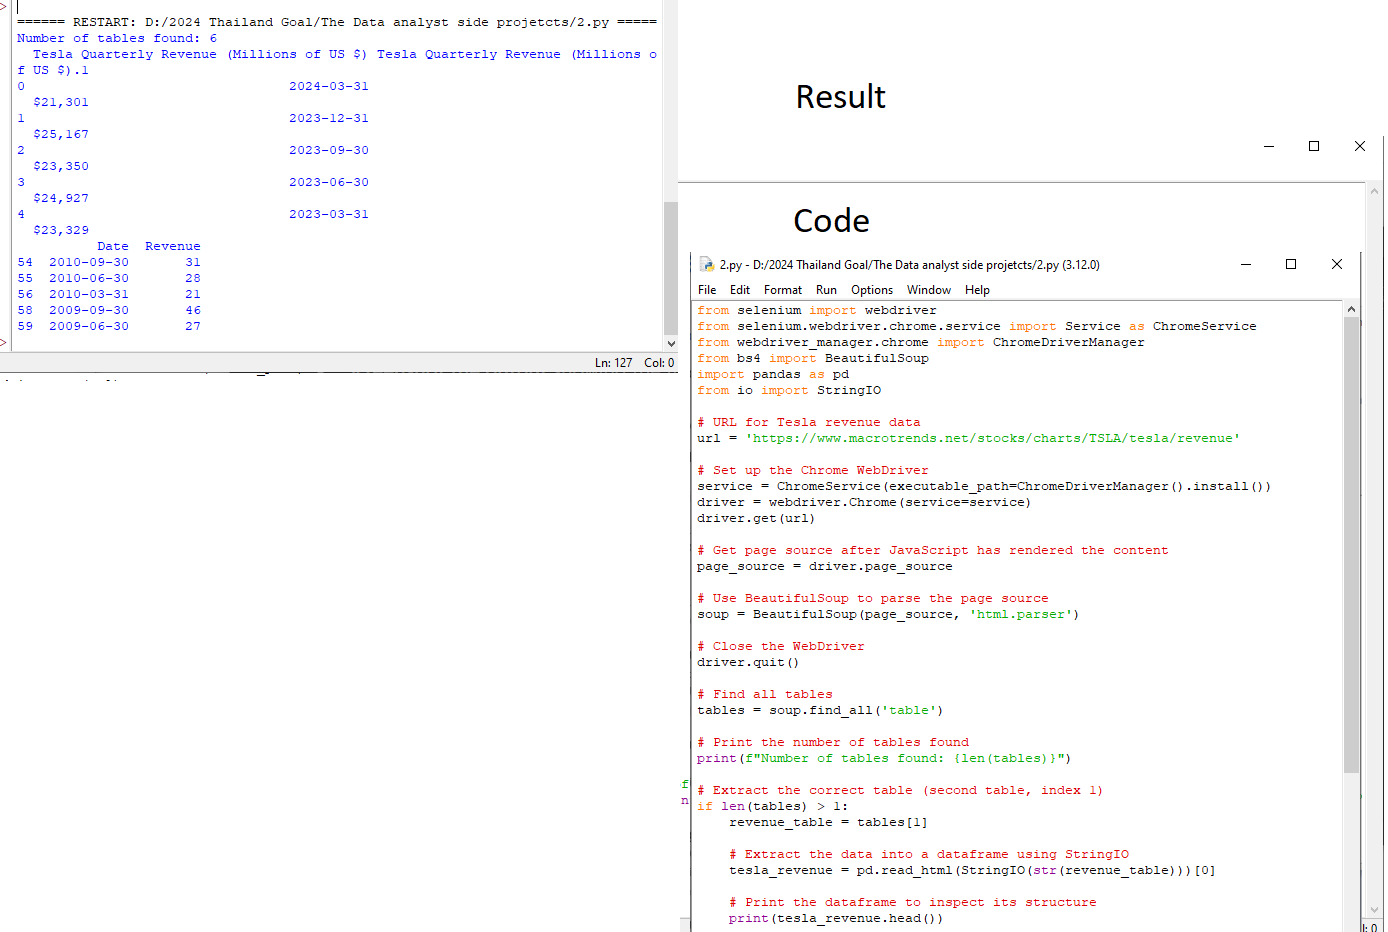 ====== RESTART: D:/2024 Thailand Goal/The Data analyst side projetcts/2.py =====
Number of tables found: 6
  Tesla Quarterly Revenue (Millions of US $) Tesla Quarterly Revenue (Millions o
f US $).1
0                                 2024-03-31
  $21,301
1                                 2023-12-31
  $25,167
2                                 2023-09-30
  $23,350
3                                 2023-06-30
  $24,927
4                                 2023-03-31
  $23,329
          Date  Revenue
54  2010-09-30       31
55  2010-06-30       28
56  2010-03-31       21
58  2009-09-30       46
59  2009-06-30       27
Ln: 127 Col: 0
Result
Code
2.py - D:/2024 Thailand Goal/The Data analyst side projetcts/2.py (3.12.0)
File Edit Format Run Options Window Help
from selenium import webdriver
from selenium.webdriver.chrome.service import Service as ChromeService
from webdriver_manager.chrome import ChromeDriverManager
from bs4 import BeautifulSoup
import pandas as pd
from io import StringIO
# URL for Tesla revenue data
url = 'https://www.macrotrends.net/stocks/charts/TSLA/tesla/revenue'
# Set up the Chrome WebDriver
service = ChromeService(executable_path=ChromeDriverManager().install())
driver = webdriver.Chrome(service=service)
driver.get(url)
# Get page source after JavaScript has rendered the content
page_source = driver.page_source
# Use BeautifulSoup to parse the page source
soup = BeautifulSoup(page_source, 'html.parser')
# Close the WebDriver
driver.quit()
# Find all tables
tables = soup.find_all('table')
# Print the number of tables found
print(f"Number of tables found: {len(tables)}")
# Extract the correct table (second table, index 1)
if len(tables) > 1:
    revenue_table = tables[1]
    # Extract the data into a dataframe using StringIO
    tesla_revenue = pd.read_html(StringIO(str(revenue_table)))[0]
    # Print the dataframe to inspect its structure
    print(tesla_revenue.head())